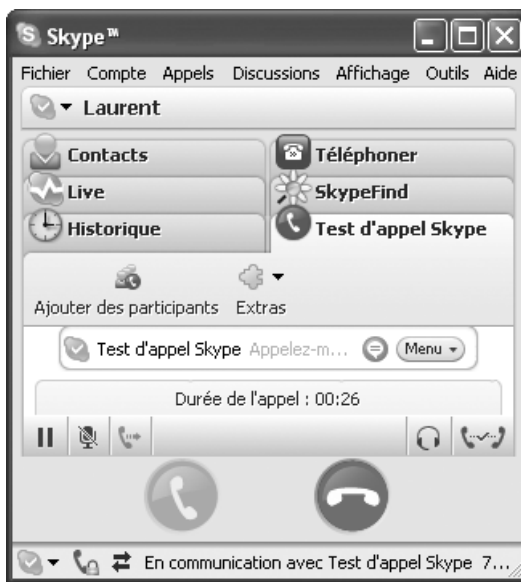 Skype™
Fichier Compte Appels Discussions Affichage Outils Aide
Laurent
Contacts Téléphoner
Live SkypeFind
Historique Test d'appel Skype
Ajouter des participants Extras
Test d'appel Skype Appelez-m... Menu
Durée de l'appel : 00:26
En communication avec Test d'appel Skype 7...